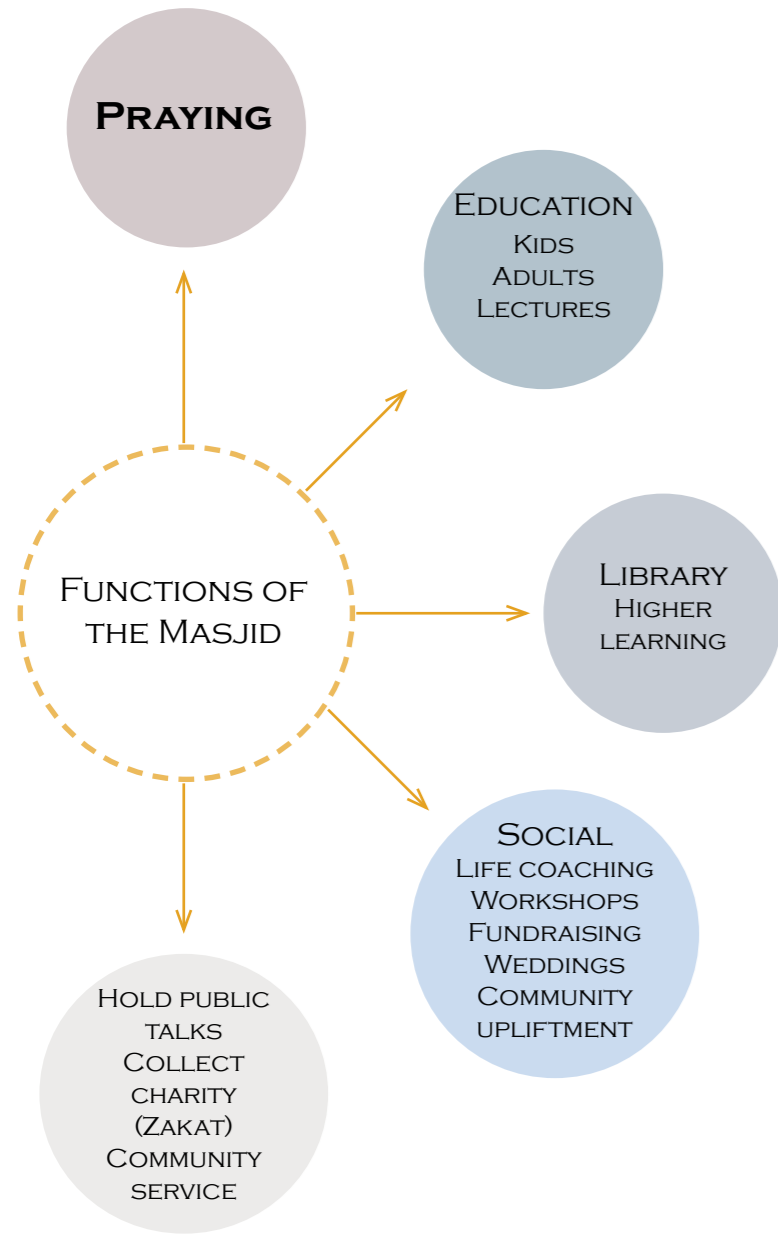 Praying
Education
Kids
Adults
Lectures
Functions of
the Masjid
Library
Higher
learning
Social
Life coaching
Workshops
Fundraising
Weddings
Community
upliftment
Hold public
talks
Collect
charity
(Zakat)
Community
service